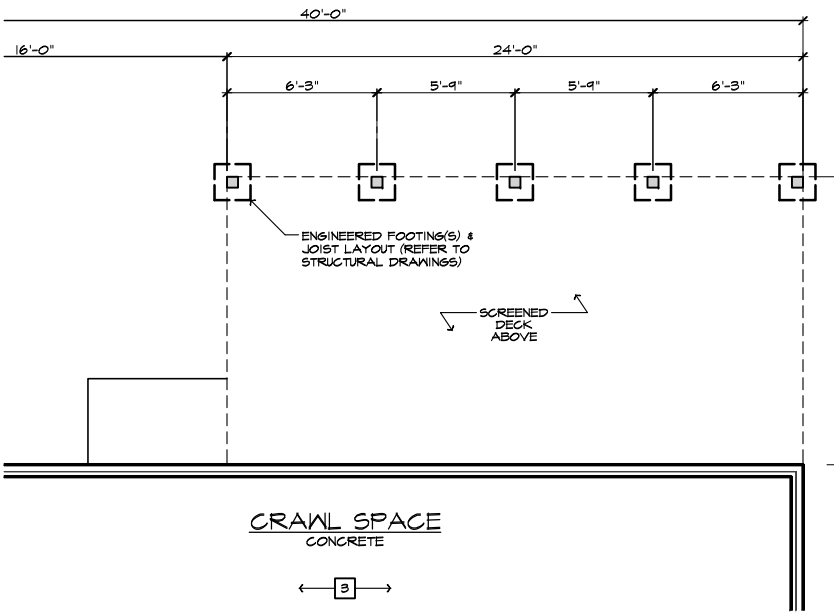 40'-0"
16'-0"
24'-0"
6'-3"
5'-9"
5'-9"
6'-3"
ENGINEERED FOOTING(S) &
JOIST LAYOUT (REFER TO
STRUCTURAL DRAWINGS)
SCREENED
DECK
ABOVE
CRAWL SPACE
CONCRETE
3